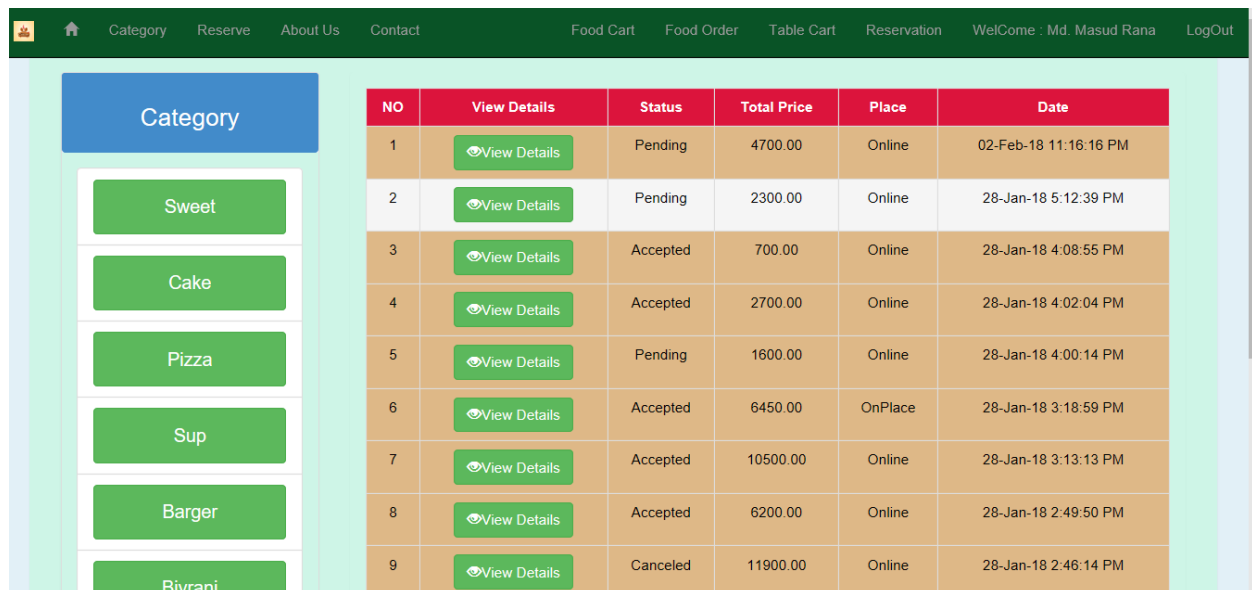 Category Reserve About Us Contact Food Cart Food Order Table Cart Reservation WelCome : Md. Masud Rana LogOut
Category
Sweet
Cake
Pizza
Sup
Barger
Biyrani
NO View Details Status Total Price Place Date
1 View Details Pending 4700.00 Online 02-Feb-18 11:16:16 PM
2 View Details Pending 2300.00 Online 28-Jan-18 5:12:39 PM
3 View Details Accepted 700.00 Online 28-Jan-18 4:08:55 PM
4 View Details Accepted 2700.00 Online 28-Jan-18 4:02:04 PM
5 View Details Pending 1600.00 Online 28-Jan-18 4:00:14 PM
6 View Details Accepted 6450.00 OnPlace 28-Jan-18 3:18:59 PM
7 View Details Accepted 10500.00 Online 28-Jan-18 3:13:13 PM
8 View Details Accepted 6200.00 Online 28-Jan-18 2:49:50 PM
9 View Details Canceled 11900.00 Online 28-Jan-18 2:46:14 PM